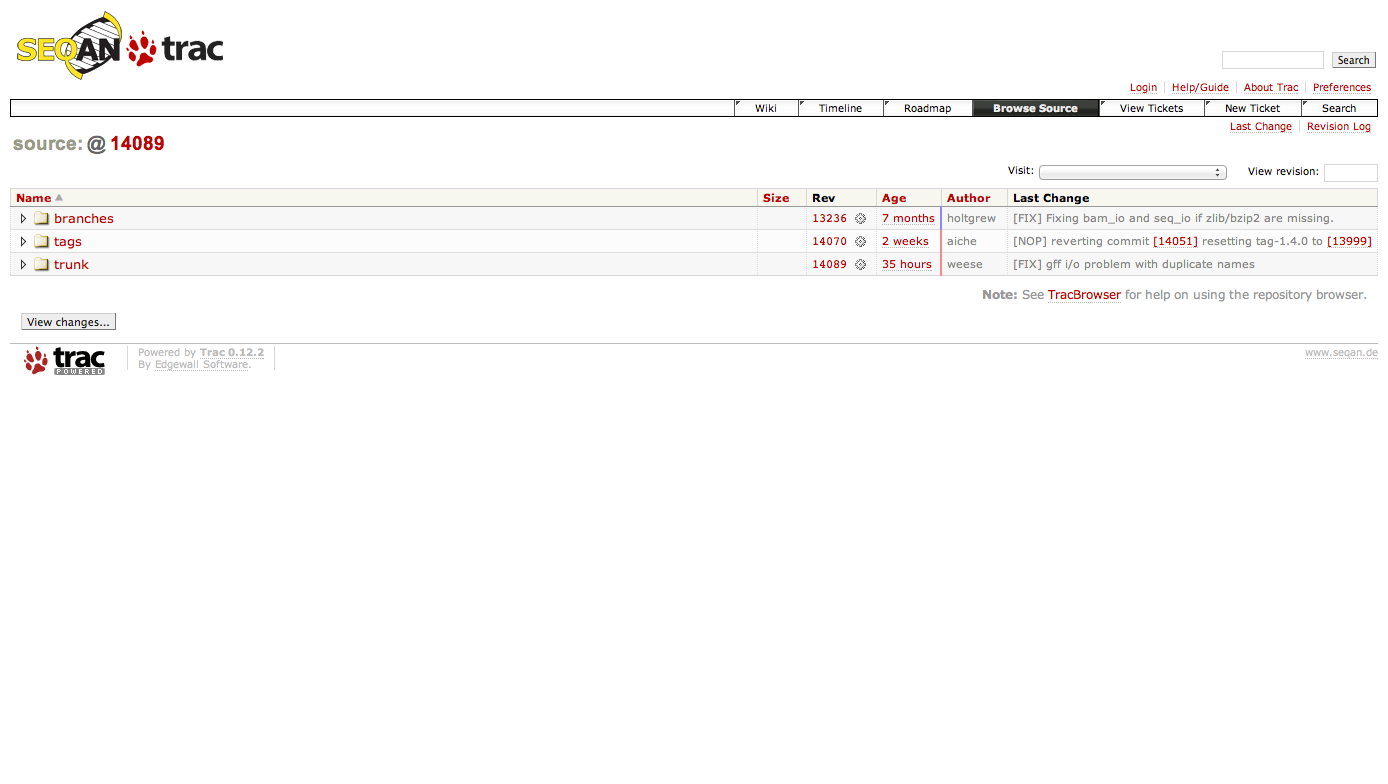 SEQAN trac
Search
Login Help/Guide About Trac Preferences
Wiki Timeline Roadmap Browse Source View Tickets New Ticket Search
Last Change Revision Log
source: @ 14089
Visit: View revision:
Name Size Rev Age Author Last Change
branches 13236 7 months holtgrew [FIX] Fixing bam_io and seq_io if zlib/bzip2 are missing.
tags 14070 2 weeks aiche [NOP] reverting commit [14051] resetting tag-1.4.0 to [13999]
trunk 14089 35 hours weese [FIX] gff i/o problem with duplicate names
Note: See TracBrowser for help on using the repository browser.
View changes...
trac POWERED
Powered by Trac 0.12.2
By Edgewall Software.
www.seqan.de